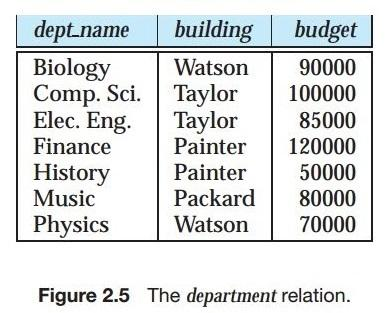 dept_name building budget
Biology Watson 90000
Comp. Sci. Taylor 100000
Elec. Eng. Taylor 85000
Finance Painter 120000
History Painter 50000
Music Packard 80000
Physics Watson 70000
Figure 2.5 The department relation.